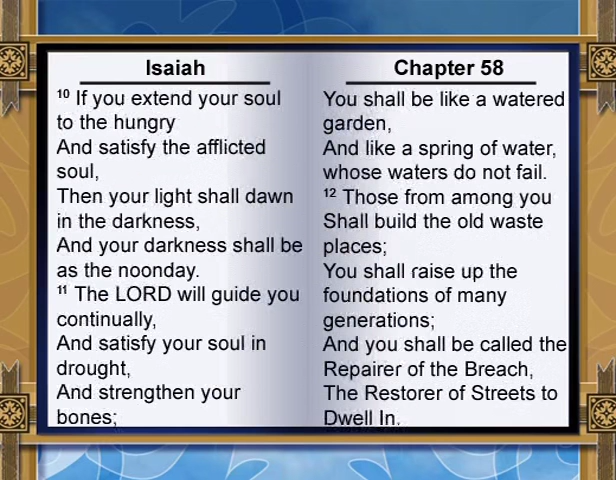 Isaiah
¹⁰ If you extend your soul
to the hungry
And satisfy the afflicted
soul,
Then your light shall dawn
in the darkness,
And your darkness shall be
as the noonday.
¹¹ The LORD will guide you
continually,
And satisfy your soul in
drought,
And strengthen your
bones;
Chapter 58
You shall be like a watered
garden,
And like a spring of water,
whose waters do not fail.
¹² Those from among you
Shall build the old waste
places;
You shall raise up the
foundations of many
generations;
And you shall be called the
Repairer of the Breach,
The Restorer of Streets to
Dwell In.